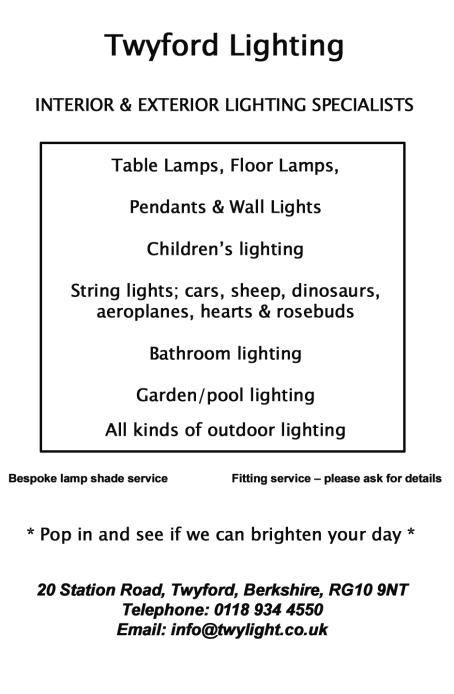 Twyford Lighting
INTERIOR & EXTERIOR LIGHTING SPECIALISTS
Table Lamps, Floor Lamps,
Pendants & Wall Lights
Children’s lighting
String lights; cars, sheep, dinosaurs,
aeroplanes, hearts & rosebuds
Bathroom lighting
Garden/pool lighting
All kinds of outdoor lighting
Bespoke lamp shade service Fitting service – please ask for details
* Pop in and see if we can brighten your day *
20 Station Road, Twyford, Berkshire, RG10 9NT
Telephone: 0118 934 4550
Email: info@twylight.co.uk